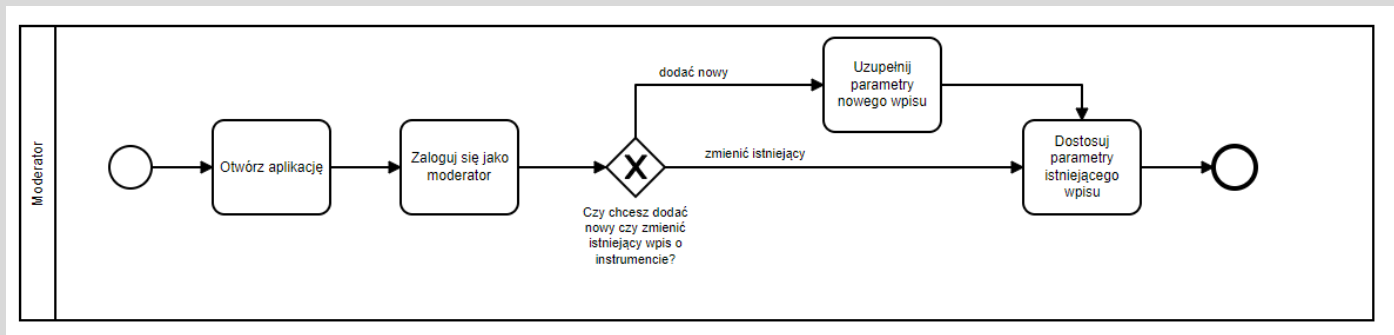 Moderator
Otwórz aplikację
Zaloguj się jako
moderator
Czy chcesz dodać
nowy czy zmienić
istniejący wpis o
instrumencie?
dodać nowy
zmienić istniejący
Uzupełnij
parametry
nowego wpisu
Dostosuj
parametry
istniejącego
wpisu